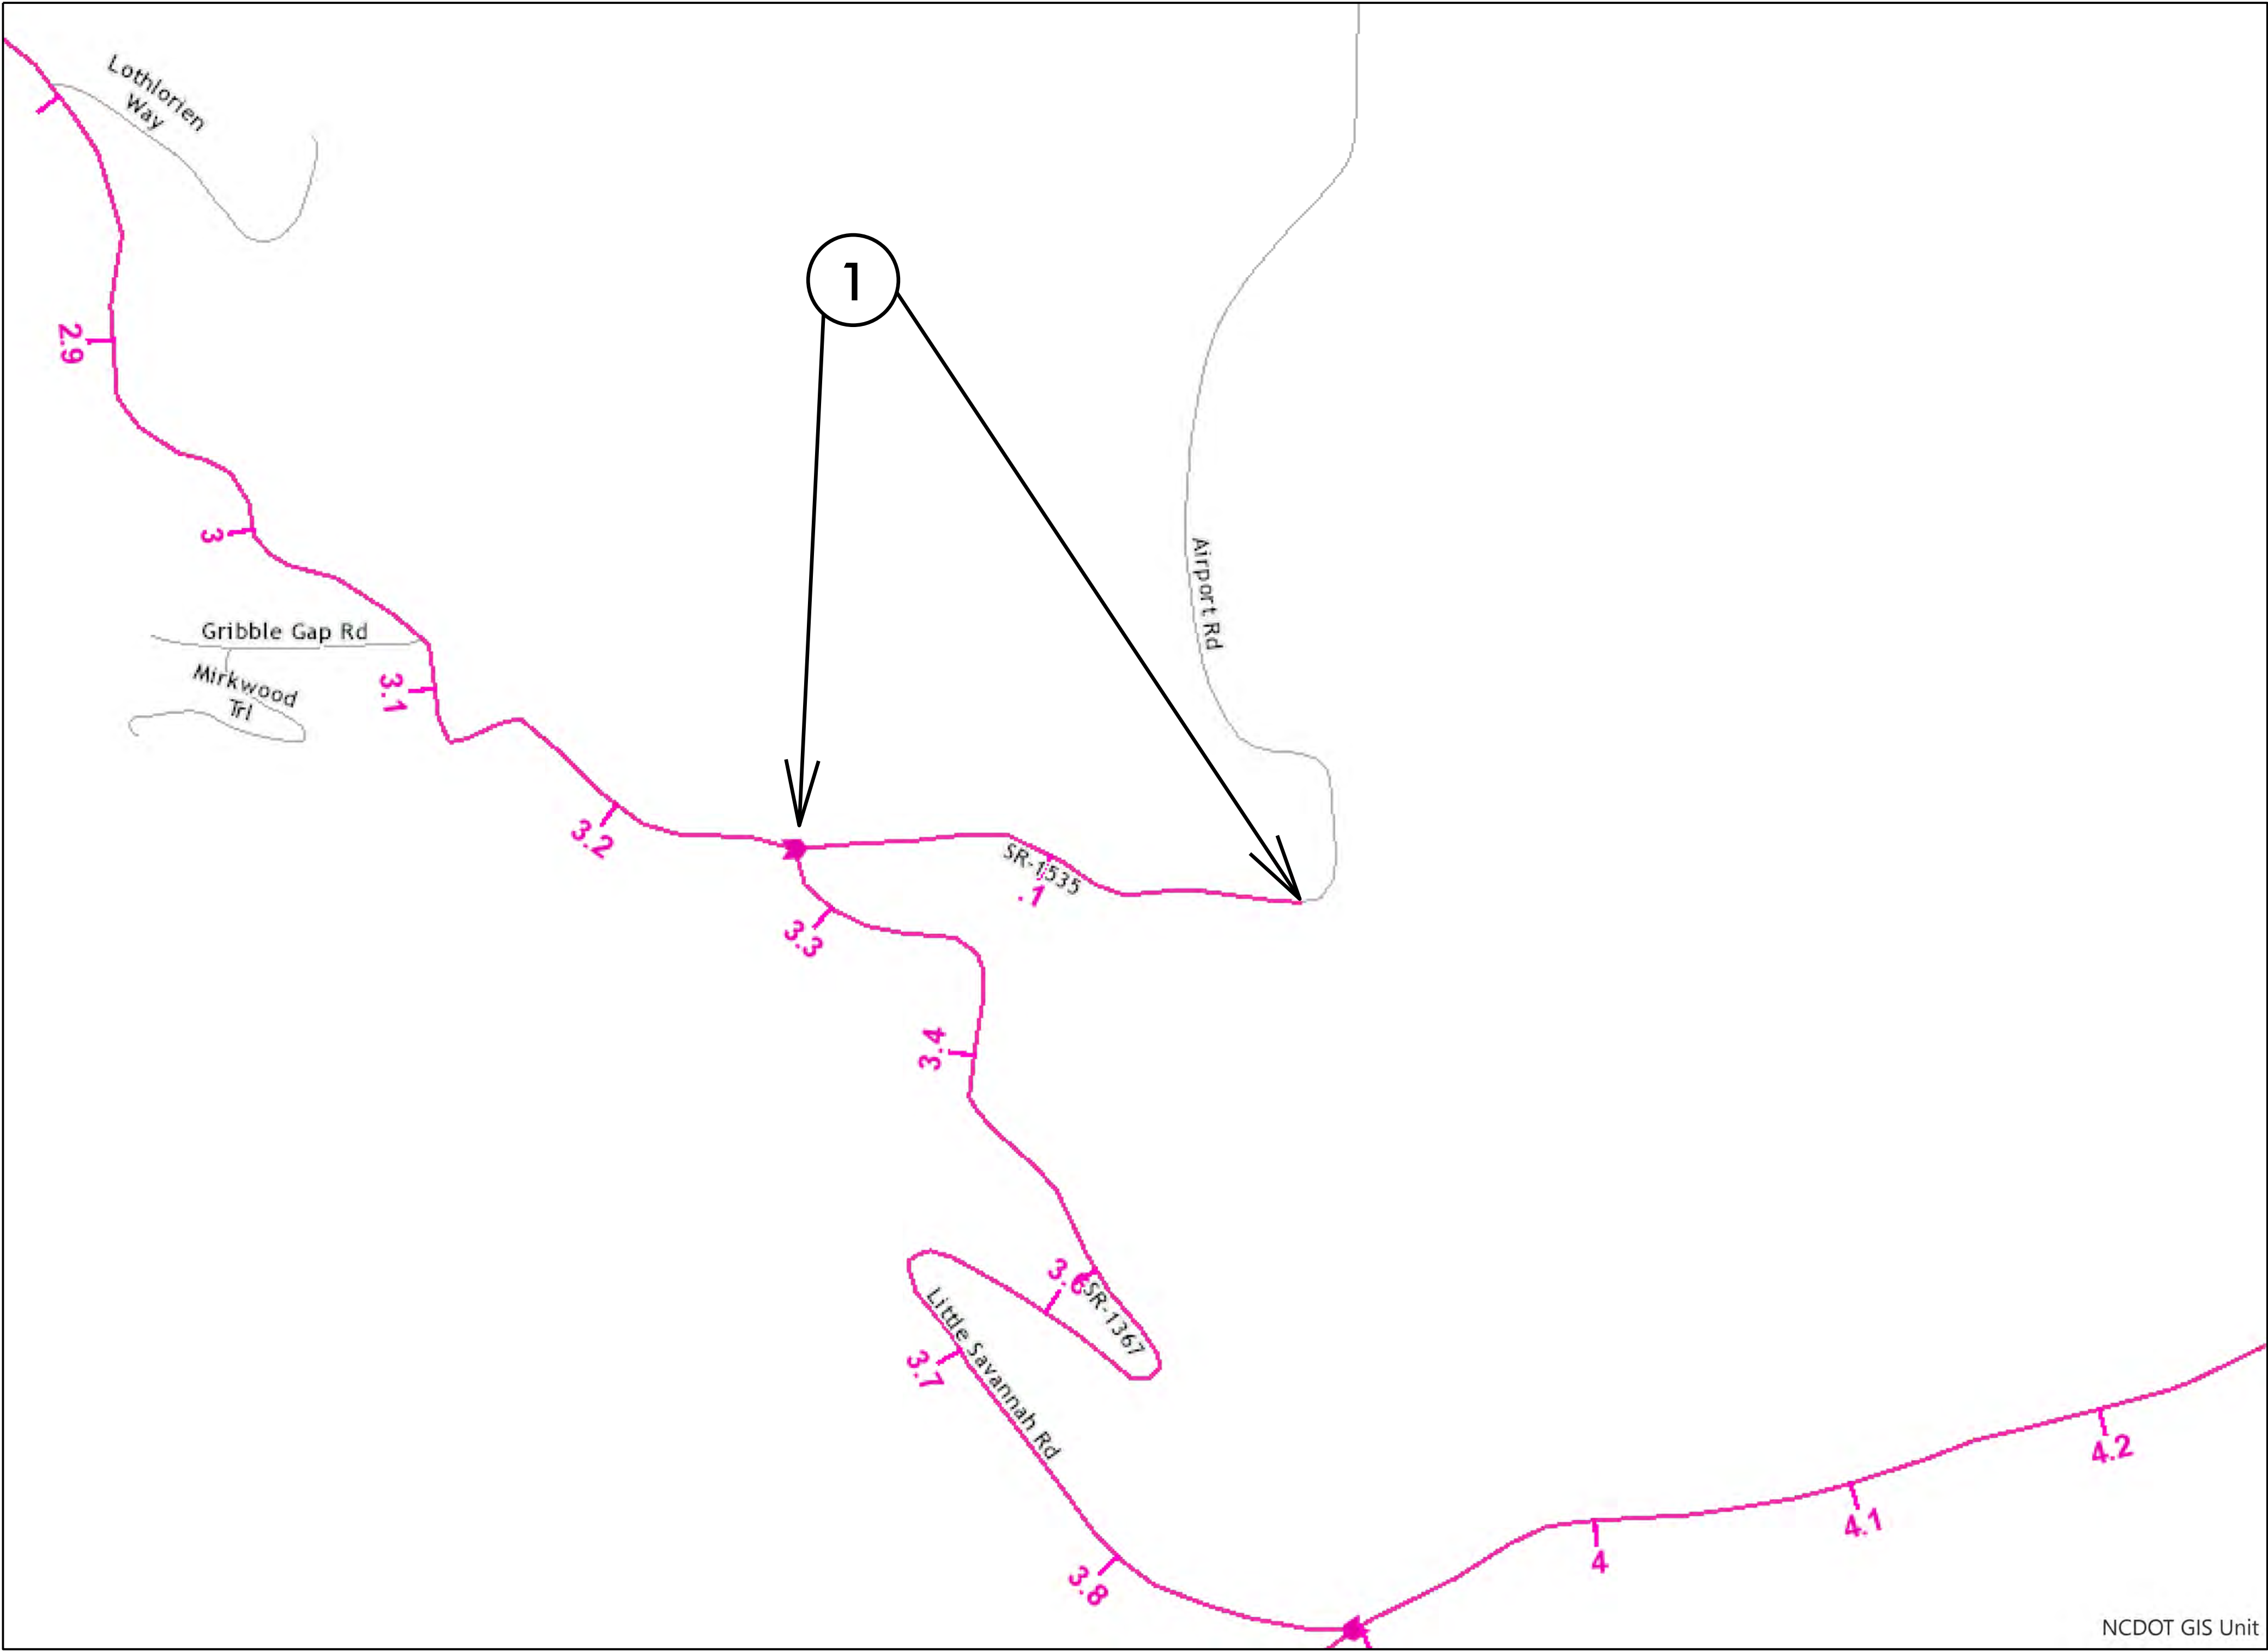 Lothlorien
Way
1
2.9
3
Airport Rd
Gribble Gap Rd
Mirkwood
Trl
3.1
3.2
SR-1535
.1
3.3
3.4
3.6
SR-1367
Little Savannah Rd
3.7
3.8
4
4.1
4.2
NCDOT GIS Unit